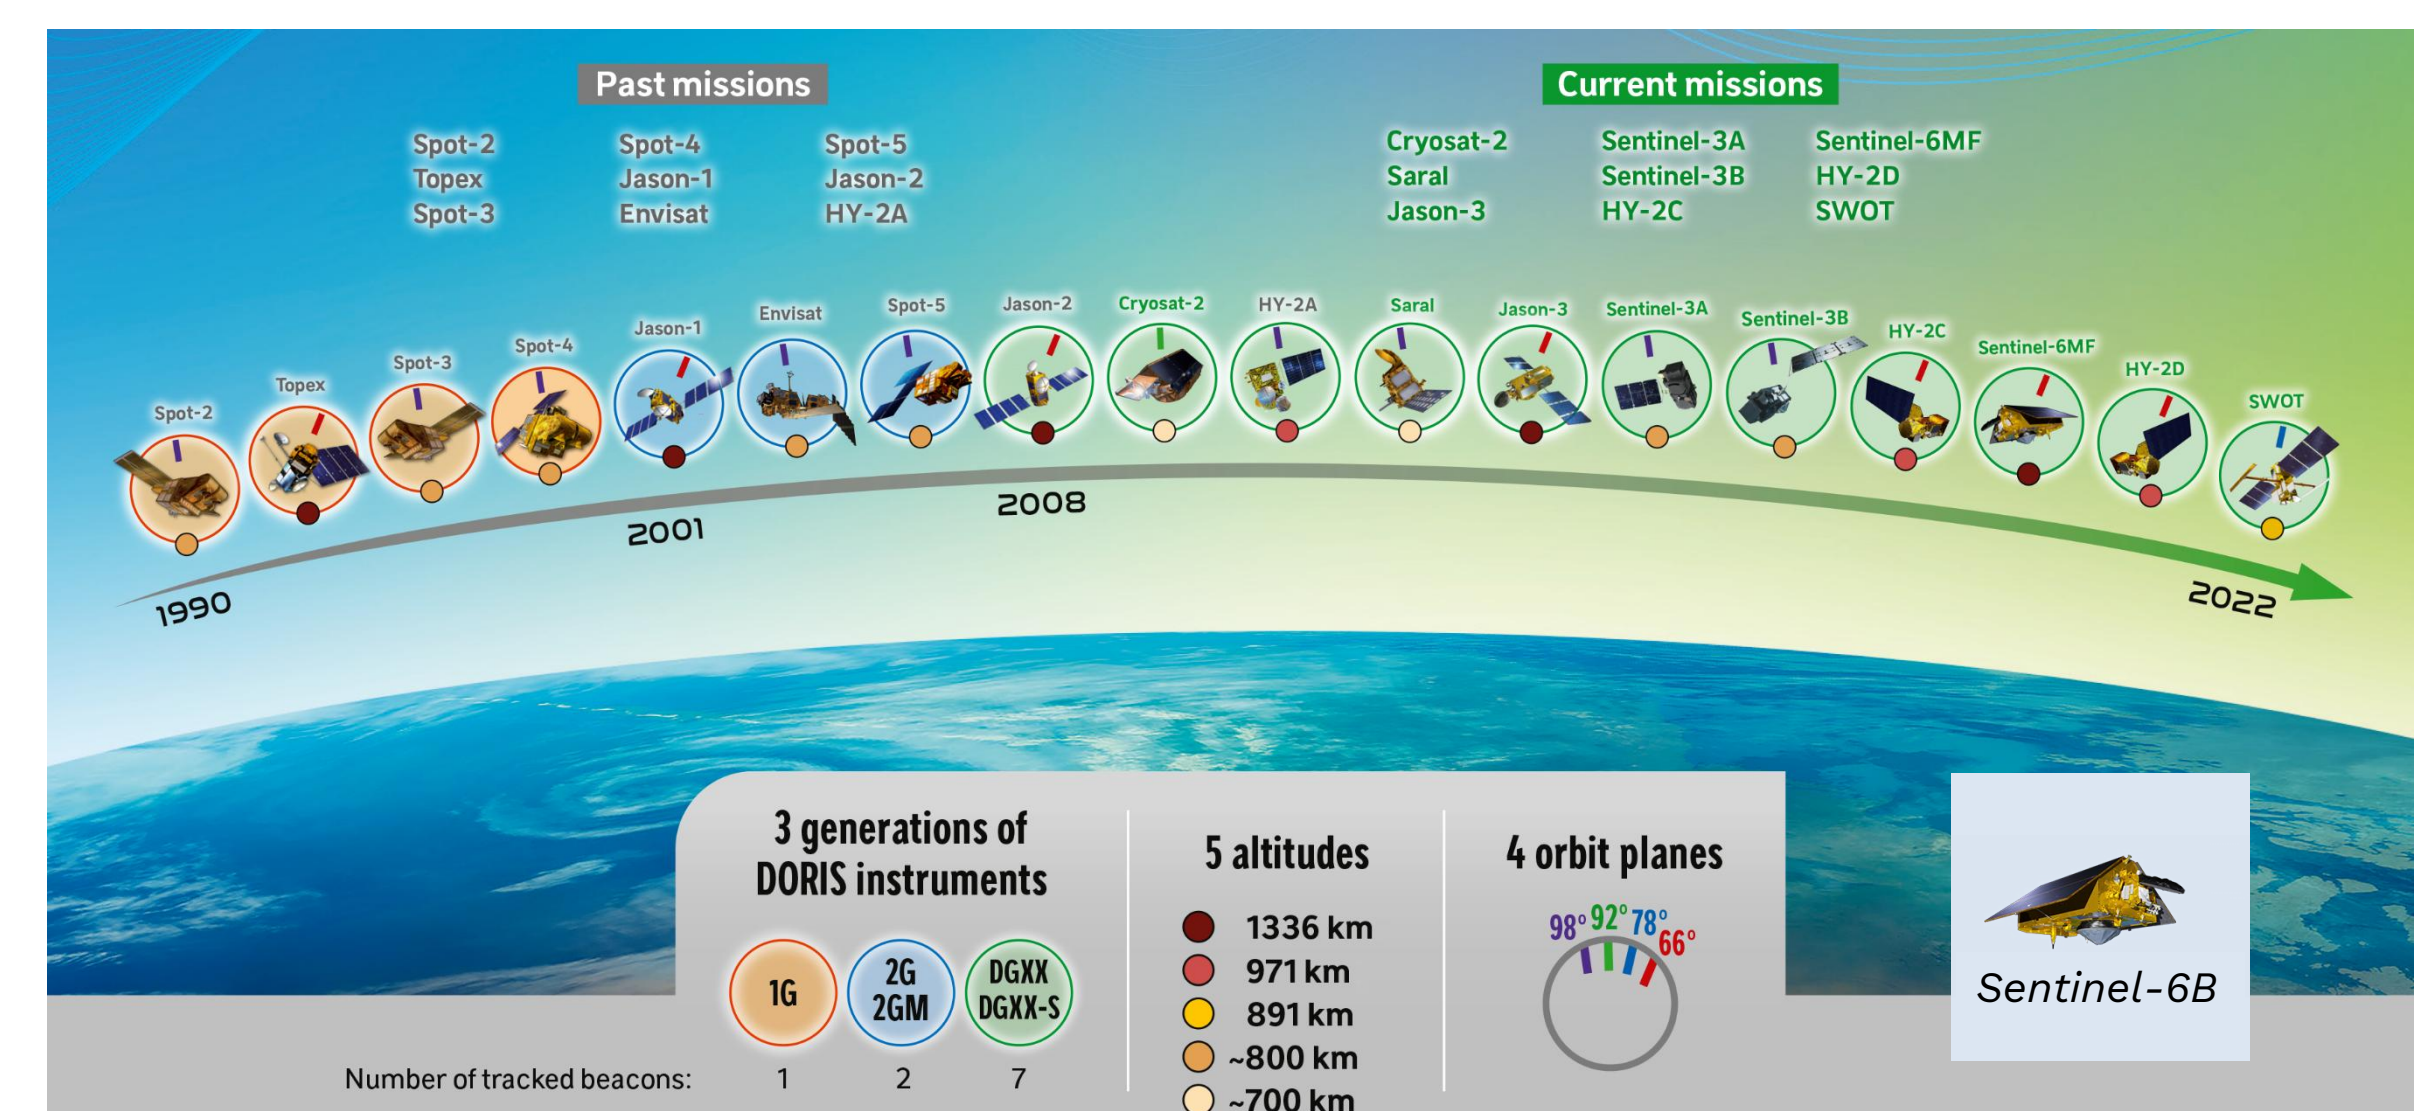 Past missions
Spot-2 Spot-4 Spot-5
Topex Jason-1 Jason-2
Spot-3 Envisat HY-2A
Current missions
Cryosat-2 Sentinel-3A Sentinel-6MF
Saral Sentinel-3B HY-2D
Jason-3 HY-2C SWOT
Spot-2
Topex
Spot-3
Spot-4
Jason-1
Envisat
Spot-5
Jason-2
Cryosat-2
HY-2A
Saral
Jason-3
Sentinel-3A
Sentinel-3B
HY-2C
Sentinel-6MF
HY-2D
SWOT
1990
2001
2008
2022
3 generations of
DORIS instruments
1G
2G
2GM
DGXX
DGXX-S
Number of tracked beacons: 1 2 7
5 altitudes
1336 km
971 km
891 km
~800 km
~700 km
4 orbit planes
98° 92° 78° 66°
Sentinel-6B